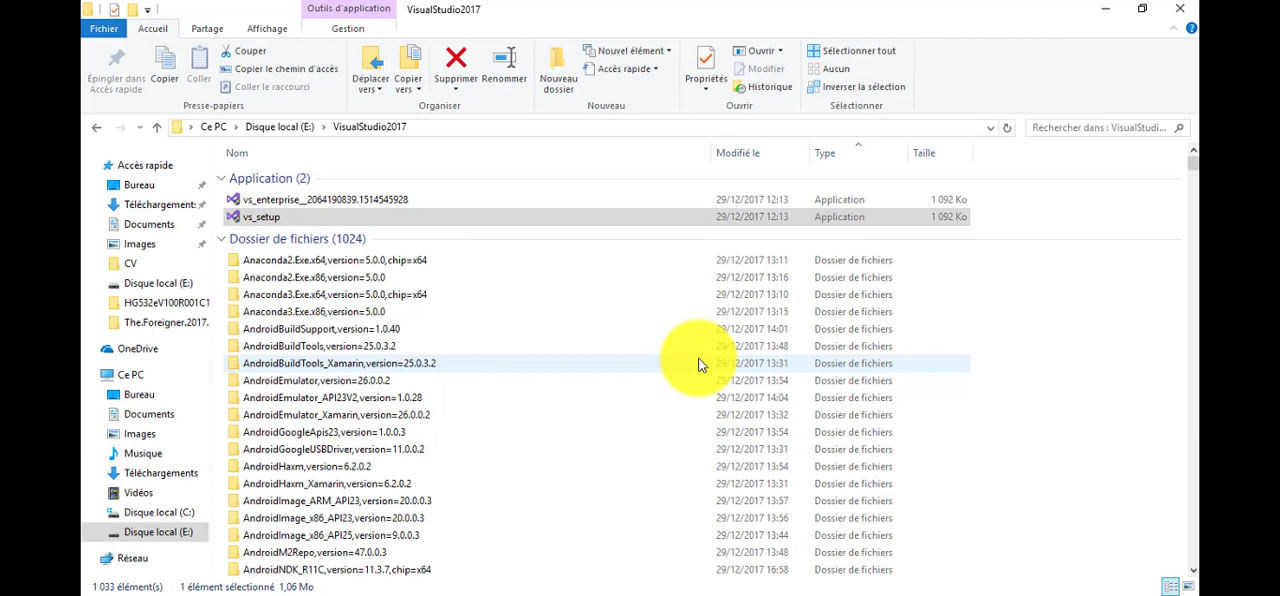 Outils d'application
VisualStudio2017
Fichier
Accueil
Partage
Affichage
Gestion
Épingler dans Accès rapide
Copier
Coller
Couper
Copier le chemin d'accès
Coller le raccourci
Presse-papiers
Déplacer vers
Copier vers
Supprimer
Renommer
Organiser
Nouveau dossier
Nouvel élément
Accès rapide
Nouveau
Propriétés
Ouvrir
Modifier
Historique
Ouvrir
Sélectionner tout
Aucun
Inverser la sélection
Sélectionner
Ce PC > Disque local (E:) > VisualStudio2017
Rechercher dans : VisualStudi...
Nom Modifié le Type Taille
Accès rapide
Bureau
Téléchargement:
Documents
Images
CV
Disque local (E:)
HG532eV100R001C1
The.Foreigner.2017.
OneDrive
Ce PC
Bureau
Documents
Images
Musique
Téléchargements
Vidéos
Disque local (C:)
Disque local (E:)
Réseau
Application (2)
vs_enterprise__2064190839.1514545928 29/12/2017 12:13 Application 1 092 Ko
vs_setup 29/12/2017 12:13 Application 1 092 Ko
Dossier de fichiers (1024)
Anaconda2.Exe.x64,version=5.0.0,chip=x64 29/12/2017 13:11 Dossier de fichiers
Anaconda2.Exe.x86,version=5.0.0 29/12/2017 13:16 Dossier de fichiers
Anaconda3.Exe.x64,version=5.0.0,chip=x64 29/12/2017 13:10 Dossier de fichiers
Anaconda3.Exe.x86,version=5.0.0 29/12/2017 13:15 Dossier de fichiers
AndroidBuildSupport,version=1.0.40 29/12/2017 14:01 Dossier de fichiers
AndroidBuildTools,version=25.0.3.2 29/12/2017 13:48 Dossier de fichiers
AndroidBuildTools_Xamarin,version=25.0.3.2 29/12/2017 13:31 Dossier de fichiers
AndroidEmulator,version=26.0.0.2 29/12/2017 13:54 Dossier de fichiers
AndroidEmulator_API23V2,version=1.0.28 29/12/2017 14:04 Dossier de fichiers
AndroidEmulator_Xamarin,version=26.0.0.2 29/12/2017 13:32 Dossier de fichiers
AndroidGoogleApis23,version=1.0.0.3 29/12/2017 13:54 Dossier de fichiers
AndroidGoogleUSBDriver,version=11.0.0.2 29/12/2017 13:31 Dossier de fichiers
AndroidHaxm,version=6.2.0.2 29/12/2017 13:54 Dossier de fichiers
AndroidHaxm_Xamarin,version=6.2.0.2 29/12/2017 13:31 Dossier de fichiers
AndroidImage_ARM_API23,version=20.0.0.3 29/12/2017 13:57 Dossier de fichiers
AndroidImage_x86_API23,version=20.0.0.3 29/12/2017 13:56 Dossier de fichiers
AndroidImage_x86_API25,version=9.0.0.3 29/12/2017 13:44 Dossier de fichiers
AndroidM2Repo,version=47.0.0.3 29/12/2017 13:48 Dossier de fichiers
AndroidNDK_R11C,version=11.3.7,chip=x64 29/12/2017 16:58 Dossier de fichiers
1 033 élément(s) 1 élément sélectionné 1,06 Mo